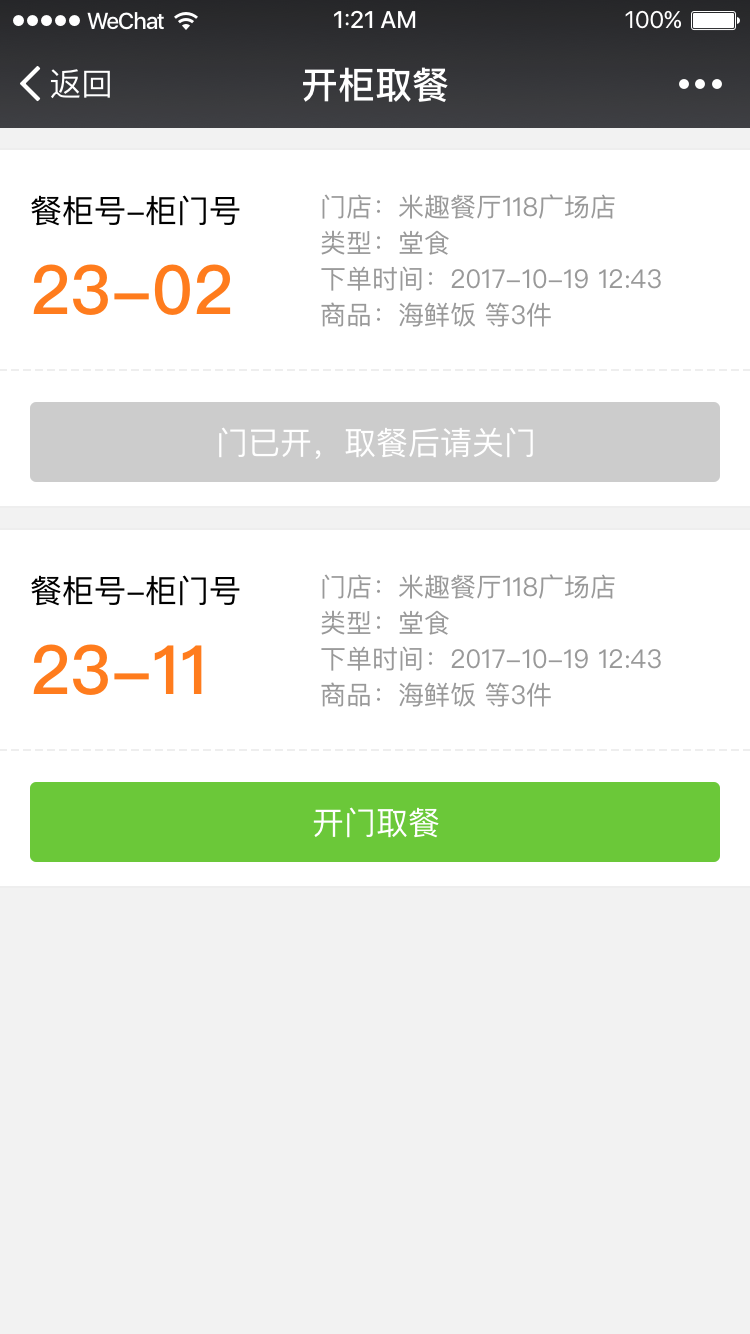 WeChat 1:21 AM 100%
返回 开柜取餐
餐柜号-柜门号
23-02
门店：米趣餐厅118广场店
类型：堂食
下单时间：2017-10-19 12:43
商品：海鲜饭 等3件
门已开，取餐后请关门
餐柜号-柜门号
23-11
门店：米趣餐厅118广场店
类型：堂食
下单时间：2017-10-19 12:43
商品：海鲜饭 等3件
开门取餐